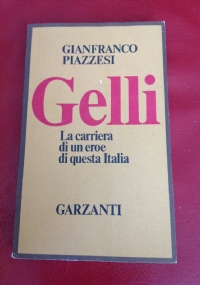 GIANFRANCO
PIAZZESI
Gelli
La carriera
di un eroe
di questa Italia
GARZANTI